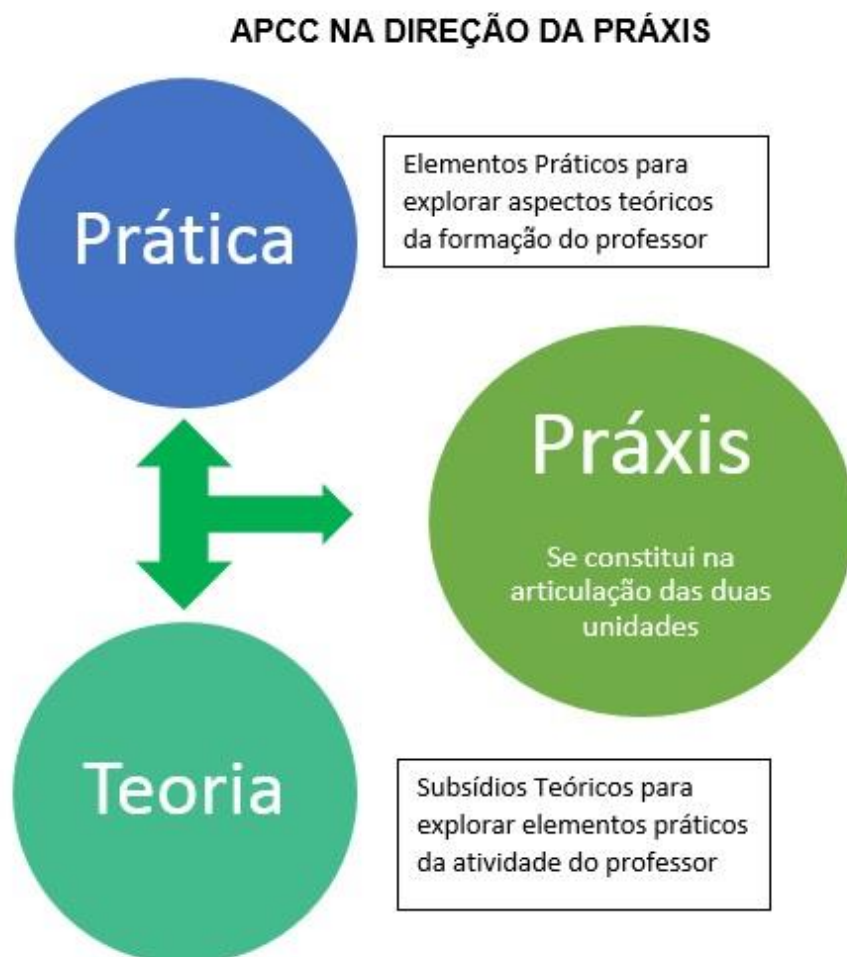 APCC NA DIREÇÃO DA PRÁXIS
Prática
Elementos Práticos para
explorar aspectos teóricos
da formação do professor
Práxis
Se constitui na
articulação das duas
unidades
Teoria
Subsídios Teóricos para
explorar elementos práticos
da atividade do professor